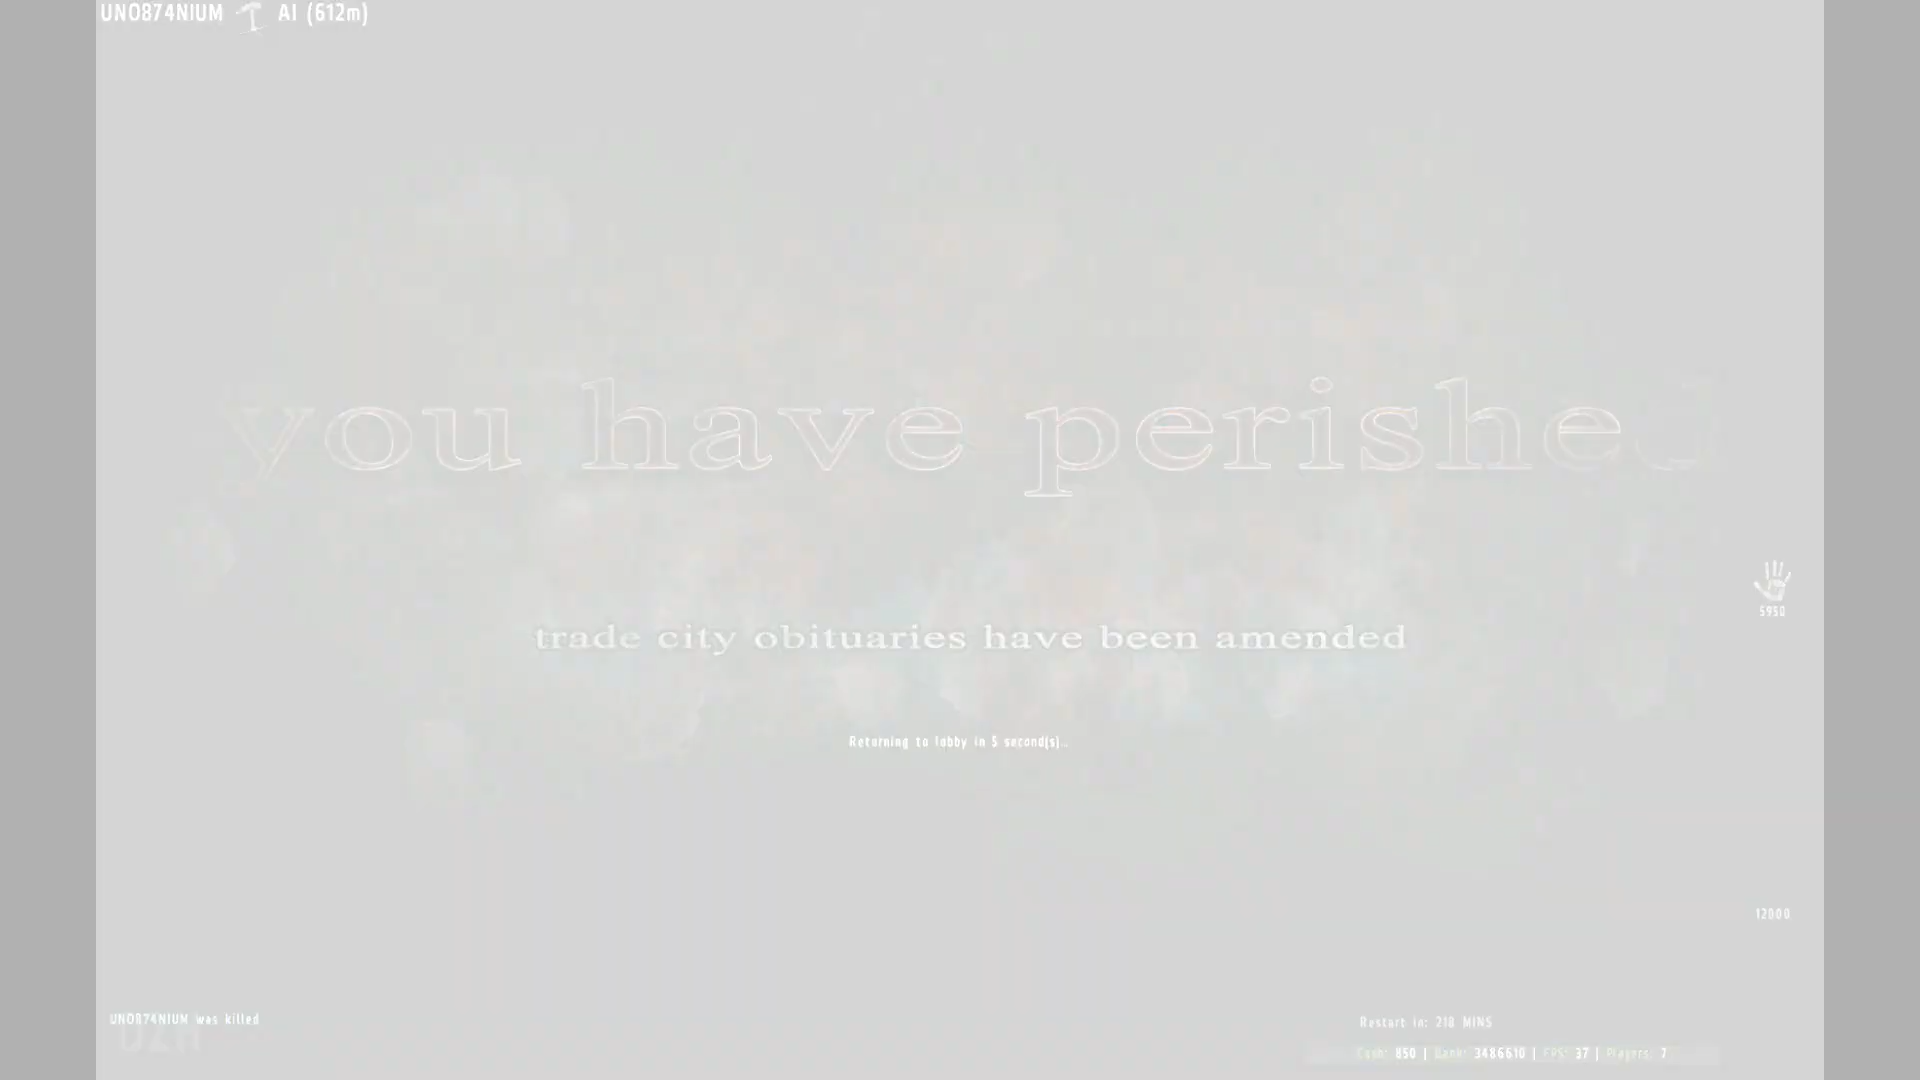 UNO874NIUM AI (612m)
you have perished
trade city obituaries have been amended
5950
Returning to lobby in 5 second(s)..
12000
UNO874NIUM was killed
Restart in: 218 MINS
Cash: 850 | Bank: 3486610 | FPS: 37 | Players: 7